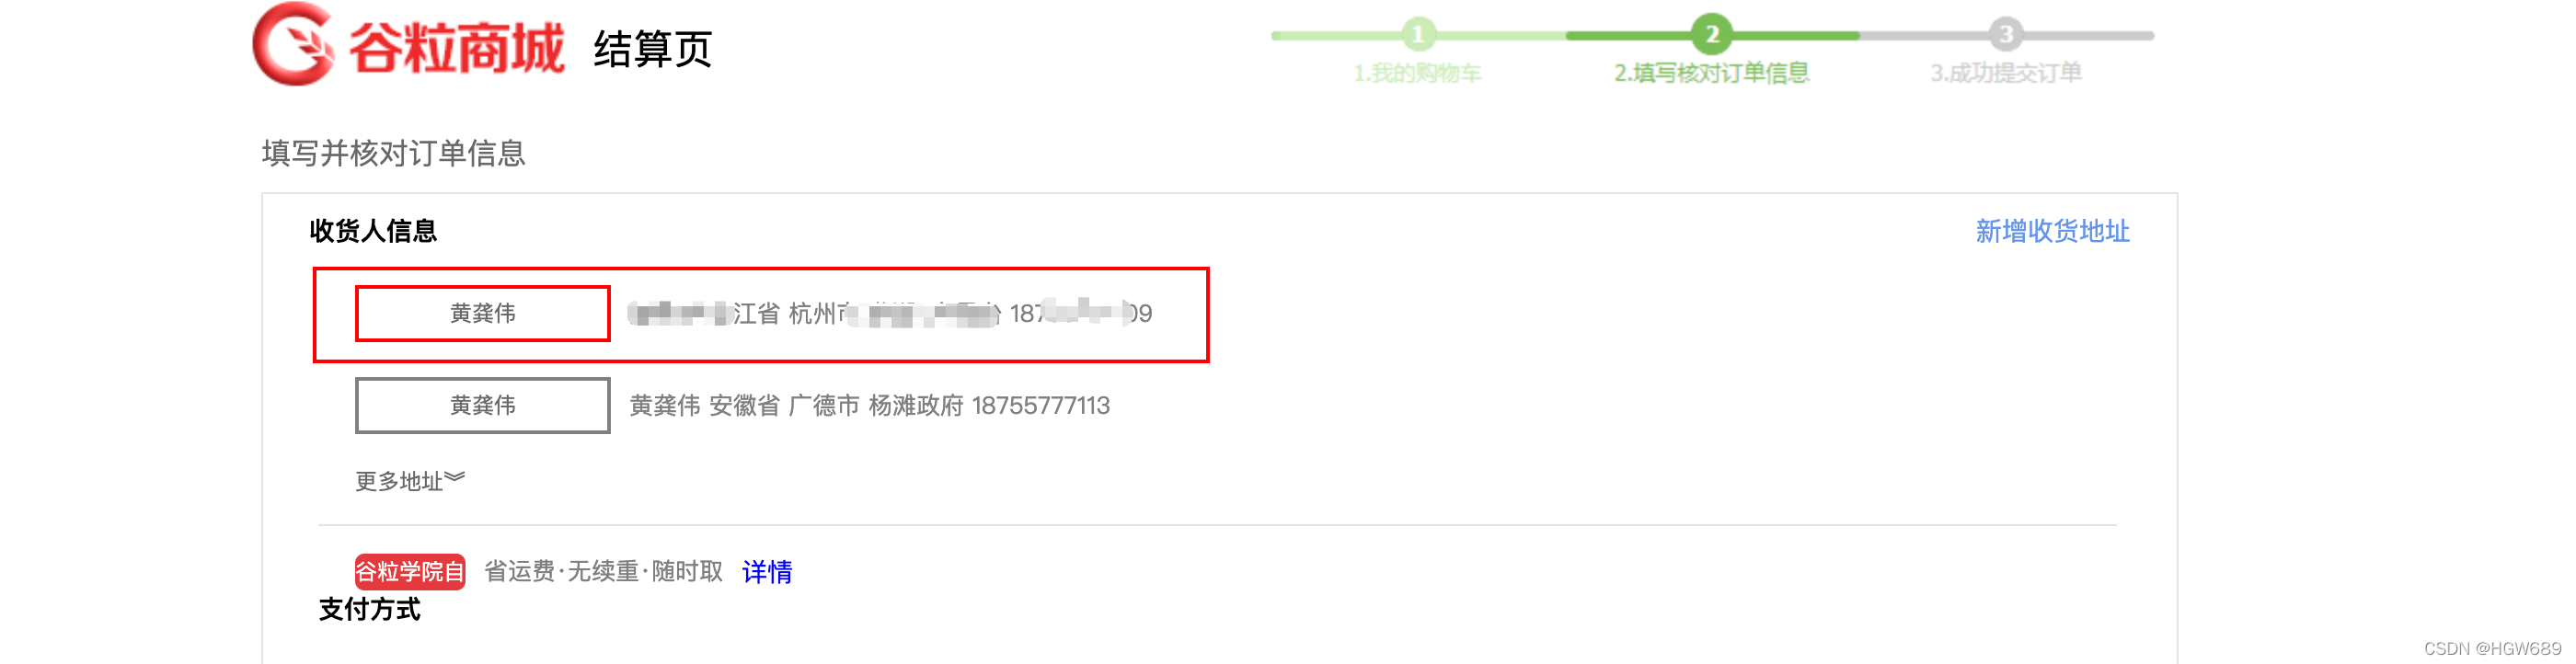 谷粒商城 结算页
1 2 3
1.我的购物车 2.填写核对订单信息 3.成功提交订单
填写并核对订单信息
收货人信息 新增收货地址
黄龚伟 江省 杭州 187 09
黄龚伟 黄龚伟 安徽省 广德市 杨滩政府 18755777113
更多地址
谷粒学院自 省运费·无续重·随时取 详情
支付方式
CSDN @HGW689